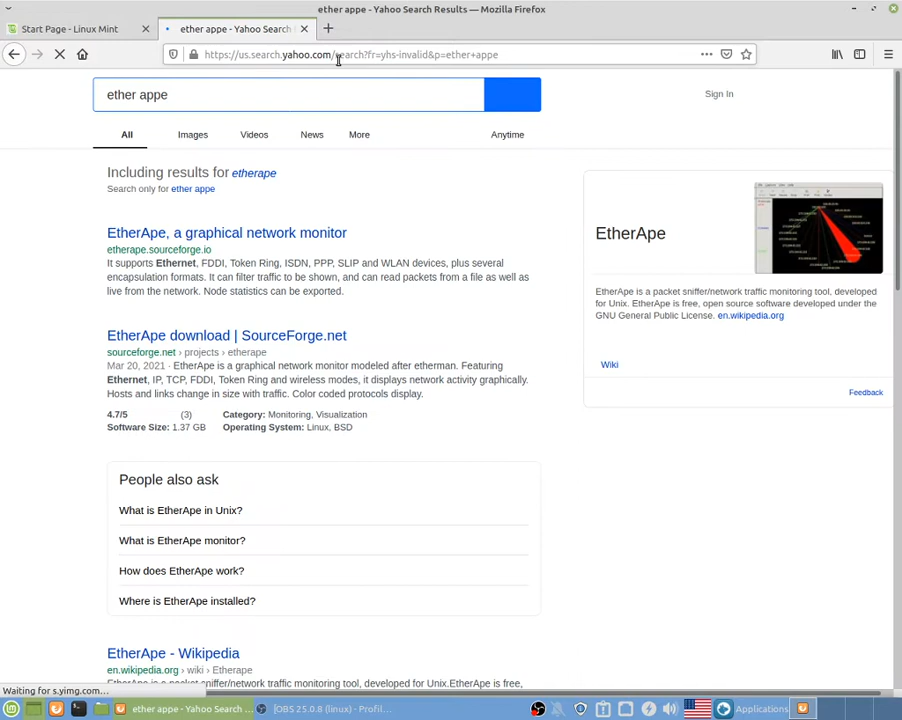 ether appe - Yahoo Search Results — Mozilla Firefox
Start Page - Linux Mint
ether appe - Yahoo Search
https://us.search.yahoo.com/search?fr=yhs-invalid&p=ether+appe
ether appe
Sign In
All Images Videos News More Anytime
Including results for etherape
Search only for ether appe
EtherApe, a graphical network monitor
etherape.sourceforge.io
It supports Ethernet, FDDI, Token Ring, ISDN, PPP, SLIP and WLAN devices, plus several
encapsulation formats. It can filter traffic to be shown, and can read packets from a file as well as
live from the network. Node statistics can be exported.
EtherApe download | SourceForge.net
sourceforge.net › projects › etherape
Mar 20, 2021 · EtherApe is a graphical network monitor modeled after etherman. Featuring
Ethernet, IP, TCP, FDDI, Token Ring and wireless modes, it displays network activity graphically.
Hosts and links change in size with traffic. Color coded protocols display.
4.7/5 (3) Category: Monitoring, Visualization
Software Size: 1.37 GB Operating System: Linux, BSD
People also ask
What is EtherApe in Unix?
What is EtherApe monitor?
How does EtherApe work?
Where is EtherApe installed?
EtherApe - Wikipedia
en.wikipedia.org › wiki › Etherape
EtherApe is a packet sniffer/network traffic monitoring tool, developed for Unix.EtherApe is free,
EtherApe
EtherApe is a packet sniffer/network traffic monitoring tool, developed
for Unix. EtherApe is free, open source software developed under the
GNU General Public License. en.wikipedia.org
Wiki
Feedback
Waiting for s.yimg.com…
ether appe - Yahoo Search ...
[OBS 25.0.8 (linux) - Profil...
Applications